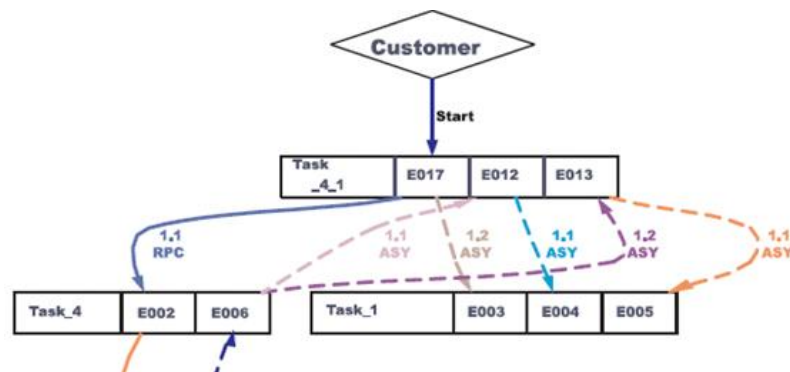 Customer
Start
Task E017 E012 E013
_4_1
1.1 1.1 1.2 1.1 1.2 1.1
RPC ASY ASY ASY ASY ASY
Task_4 E002 E006 Task_1 E003 E004 E005